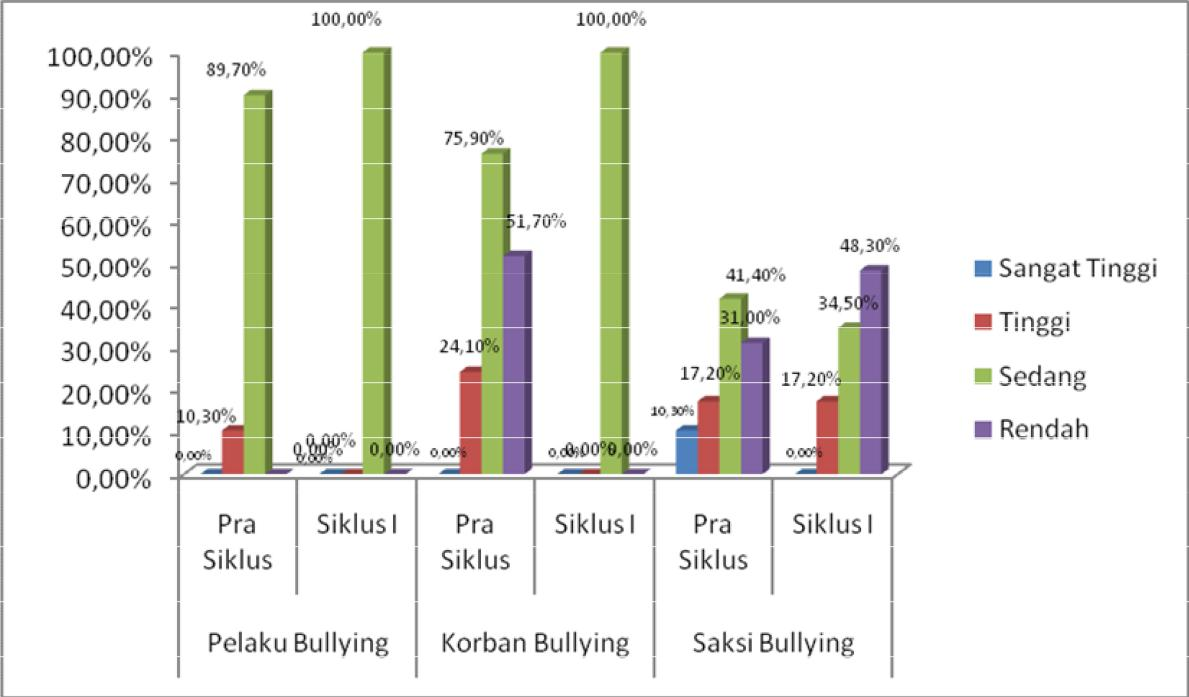 100,00%
90,00%
80,00%
70,00%
60,00%
50,00%
40,00%
30,00%
20,00%
10,00%
0,00%
0,00%
10,30%
89,70%
0,00%
0,00%
0,00%
100,00%
0,00%
0,00%
24,10%
75,90%
51,70%
0,00%
0,00%
100,00%
0,00%
10,30%
17,20%
41,40%
31,00%
0,00%
17,20%
34,50%
48,30%
Pra
Siklus
Siklus I
Pra
Siklus
Siklus I
Pra
Siklus
Siklus I
Pelaku Bullying
Korban Bullying
Saksi Bullying
Sangat Tinggi
Tinggi
Sedang
Rendah